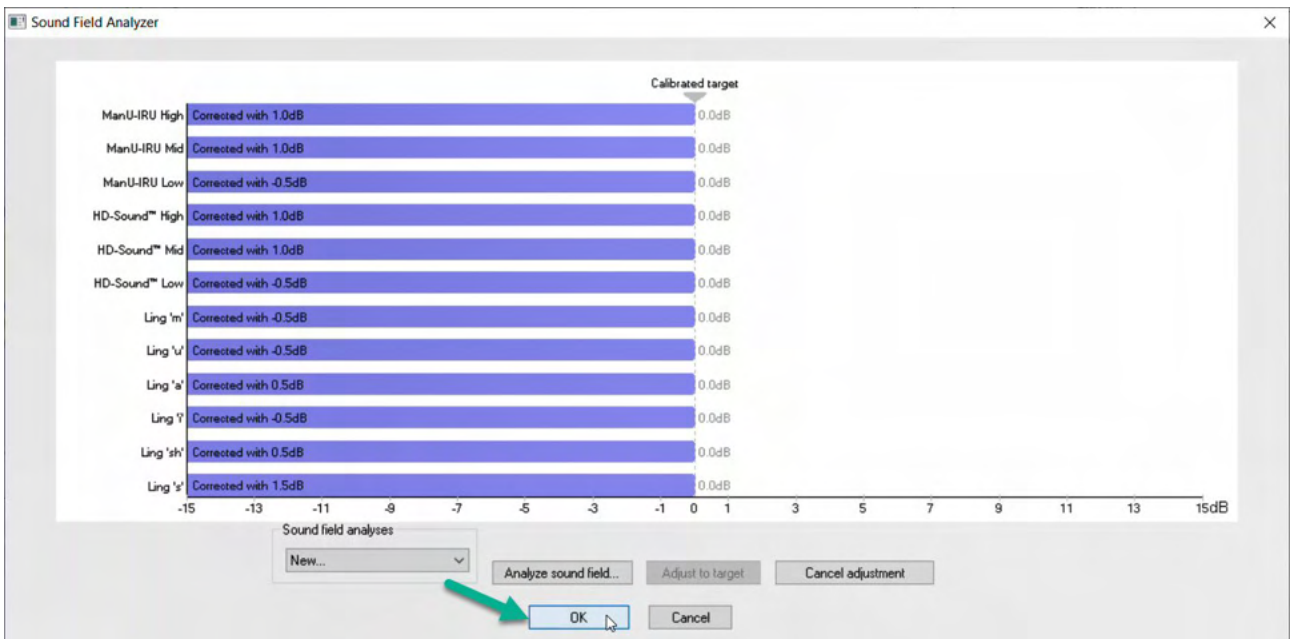 Sound Field Analyzer
Calibrated target
ManU-IRU High Corrected with 1.0dB 0.0dB
ManU-IRU Mid Corrected with 1.0dB 0.0dB
ManU-IRU Low Corrected with -0.5dB 0.0dB
HD-Sound™ High Corrected with 1.0dB 0.0dB
HD-Sound™ Mid Corrected with 1.0dB 0.0dB
HD-Sound™ Low Corrected with -0.5dB 0.0dB
Ling 'm' Corrected with -0.5dB 0.0dB
Ling 'u' Corrected with -0.5dB 0.0dB
Ling 'a' Corrected with 0.5dB 0.0dB
Ling 'i' Corrected with -0.5dB 0.0dB
Ling 'sh' Corrected with 0.5dB 0.0dB
Ling 's' Corrected with 1.5dB 0.0dB
-15 -13 -11 -9 -7 -5 -3 -1 0 1 3 5 7 9 11 13 15dB
Sound field analyses
New... Analyze sound field... Adjust to target Cancel adjustment
OK Cancel